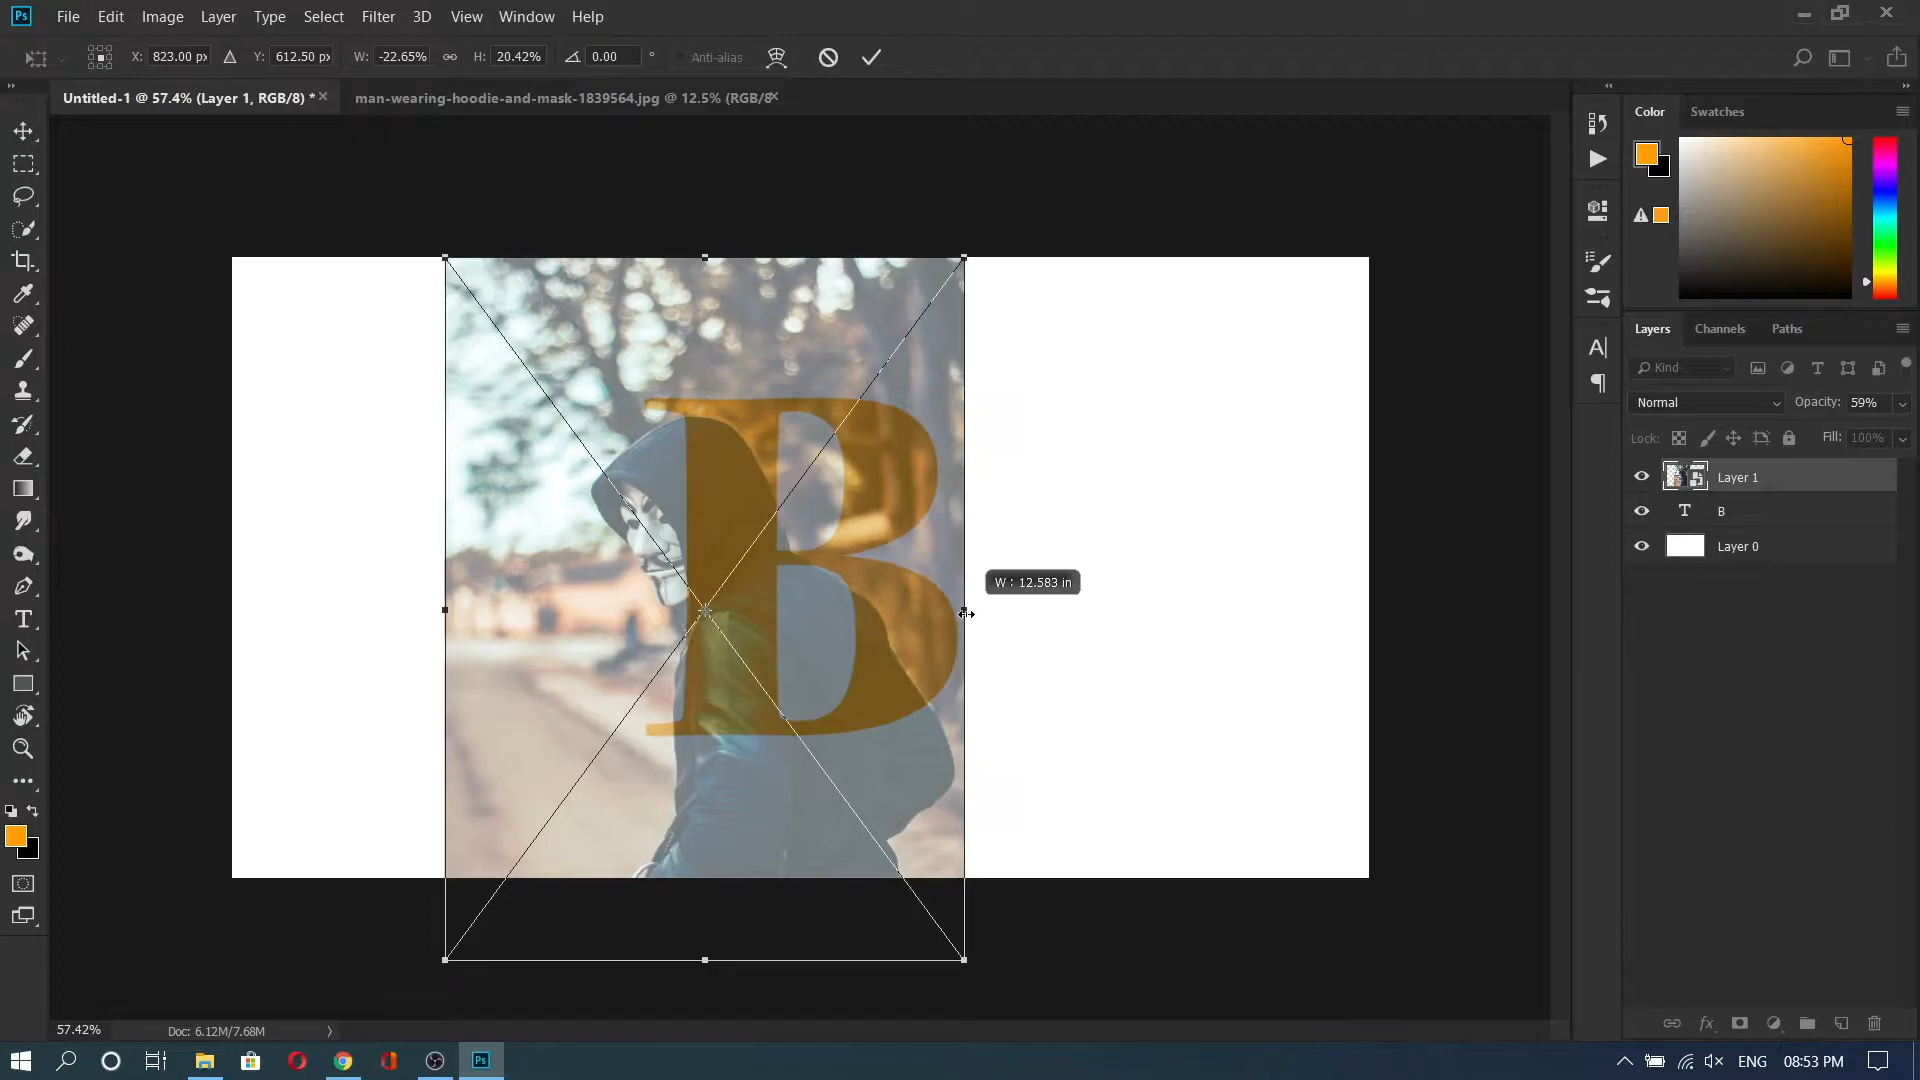 Ps File Edit Image Layer Type Select Filter 3D View Window Help
X: 823.00 px Y: 612.50 px W: -22.65% H: 20.42% 0.00 ° Anti-alias
Untitled-1 @ 57.4% (Layer 1, RGB/8) * man-wearing-hoodie-and-mask-1839564.jpg @ 12.5% (RGB/8
Color Swatches
B
W : 12.583 in
Layers Channels Paths
Kind
Normal Opacity: 59%
Lock: Fill: 100%
Layer 1
T B
Layer 0
fx
57.42% Doc: 6.12M/7.68M
Ps ENG 08:53 PM